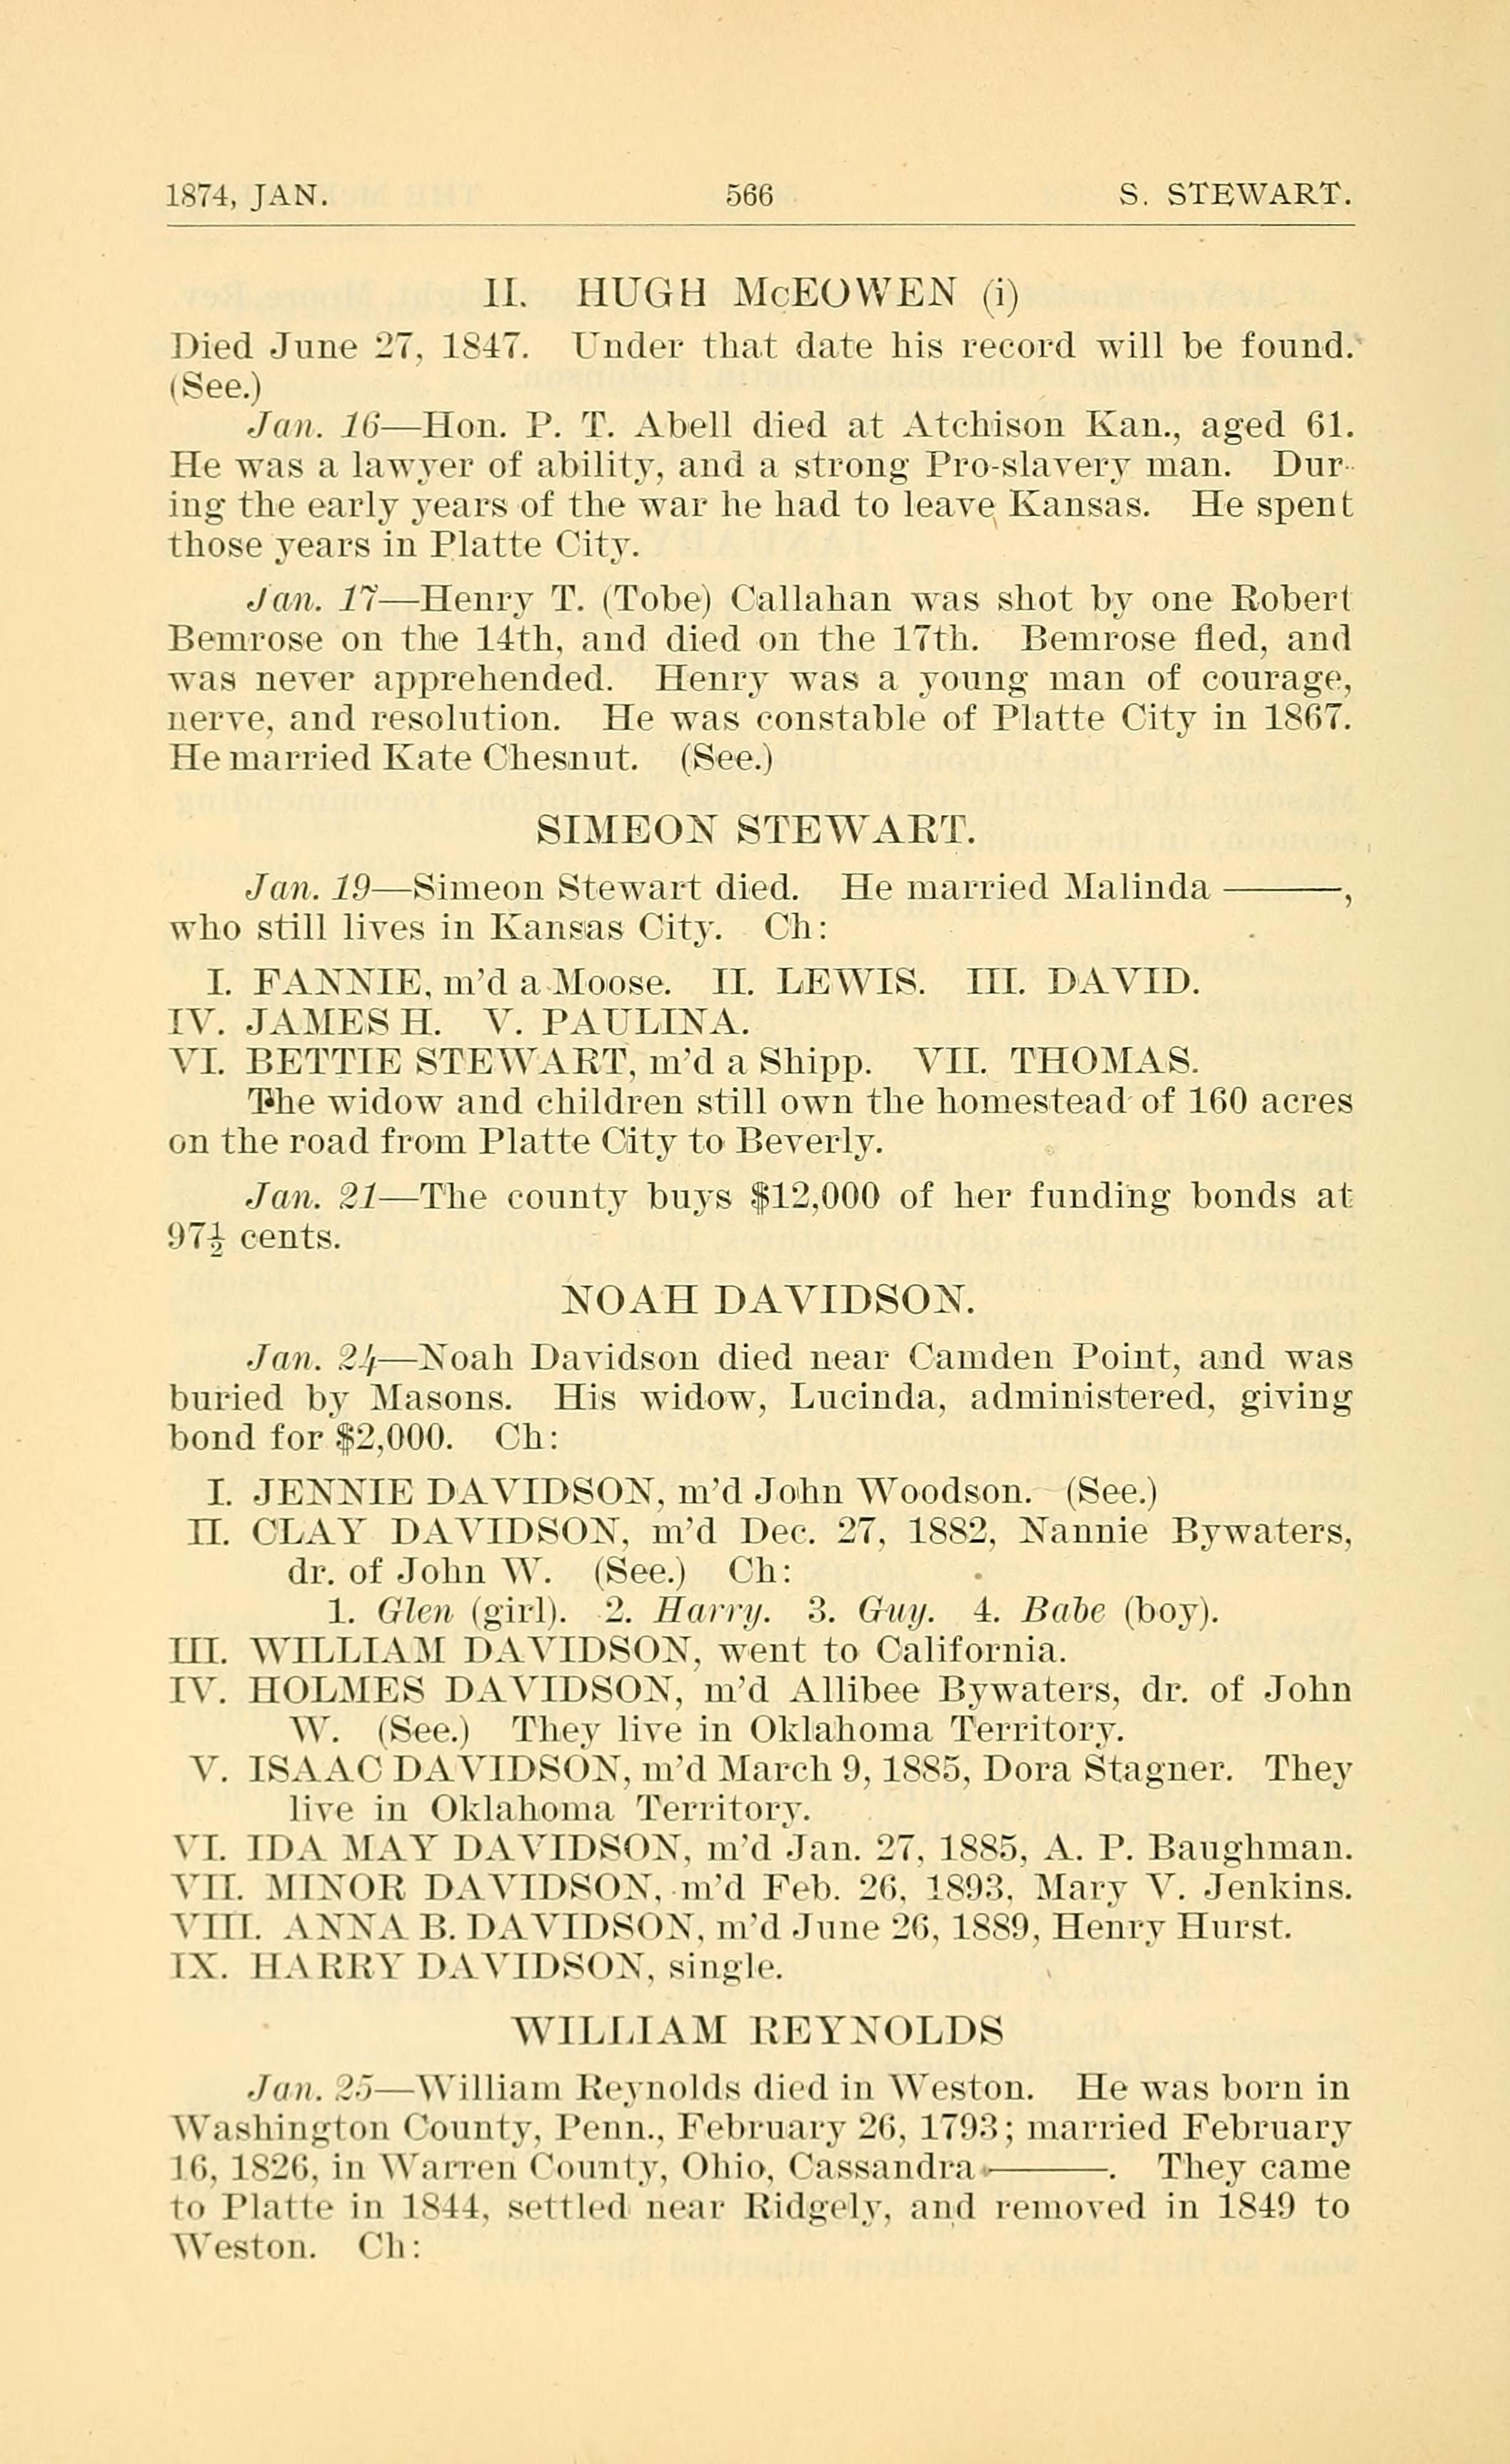 1874, JAN. 566 S. STEWART.
II. HUGH McEOWEN (i)
Died June 27, 1847. Under that date his record will be found.
(See.)
Jan. 16—Hon. P. T. Abell died at Atchison Kan., aged 61.
He was a lawyer of ability, and a strong Pro-slavery man. Dur-
ing the early years of the war he had to leave Kansas. He spent
those years in Platte City.
Jan. 17—Henry T. (Tobe) Callahan was shot by one Robert
Bemrose on the 14th, and died on the 17th. Bemrose fled, and
was never apprehended. Henry was a young man of courage,
nerve, and resolution. He was constable of Platte City in 1867.
He married Kate Chesnut. (See.)
SIMEON STEWART.
Jan. 19—Simeon Stewart died. He married Malinda ———,
who still lives in Kansas City. Ch:
I. FANNIE, m'd a Moose. II. LEWIS. III. DAVID.
IV. JAMES H. V. PAULINA.
VI. BETTIE STEWART, m'd a Shipp. VII. THOMAS.
The widow and children still own the homestead of 160 acres
on the road from Platte City to Beverly.
Jan. 21—The county buys $12,000 of her funding bonds at
97½ cents.
NOAH DAVIDSON.
Jan. 24—Noah Davidson died near Camden Point, and was
buried by Masons. His widow, Lucinda, administered, giving
bond for $2,000. Ch:
I. JENNIE DAVIDSON, m'd John Woodson. (See.)
II. CLAY DAVIDSON, m'd Dec. 27, 1882, Nannie Bywaters,
dr. of John W. (See.) Ch:
1. Glen (girl). 2. Harry. 3. Guy. 4. Babe (boy).
III. WILLIAM DAVIDSON, went to California.
IV. HOLMES DAVIDSON, m'd Allibee Bywaters, dr. of John
W. (See.) They live in Oklahoma Territory.
V. ISAAC DAVIDSON, m'd March 9, 1885, Dora Stagner. They
live in Oklahoma Territory.
VI. IDA MAY DAVIDSON, m'd Jan. 27, 1885, A. P. Baughman.
VII. MINOR DAVIDSON, m'd Feb. 26, 1893, Mary V. Jenkins.
VIII. ANNA B. DAVIDSON, m'd June 26, 1889, Henry Hurst.
IX. HARRY DAVIDSON, single.
WILLIAM REYNOLDS
Jan. 25—William Reynolds died in Weston. He was born in
Washington County, Penn., February 26, 1793; married February
16, 1826, in Warren County, Ohio, Cassandra ———. They came
to Platte in 1844, settled near Ridgely, and removed in 1849 to
Weston. Ch: